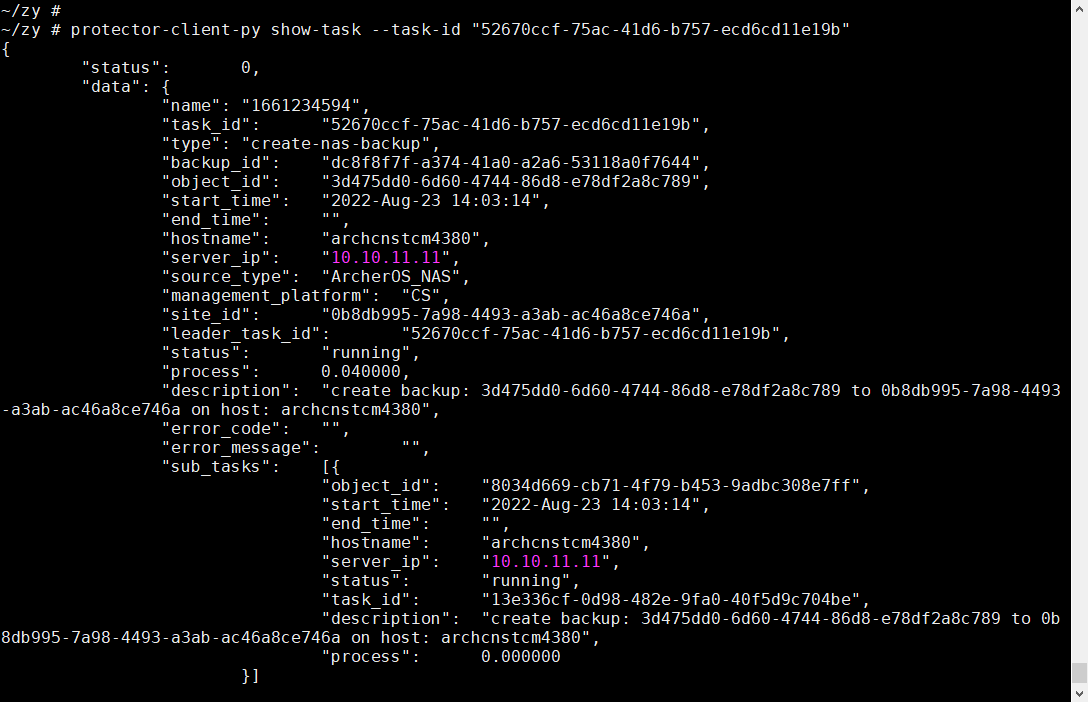 ~/zy #
~/zy # protector-client-py show-task --task-id "52670ccf-75ac-41d6-b757-ecd6cd11e19b"
{
        "status":       0,
        "data": {
                "name": "1661234594",
                "task_id":      "52670ccf-75ac-41d6-b757-ecd6cd11e19b",
                "type": "create-nas-backup",
                "backup_id":    "dc8f8f7f-a374-41a0-a2a6-53118a0f7644",
                "object_id":    "3d475dd0-6d60-4744-86d8-e78df2a8c789",
                "start_time":   "2022-Aug-23 14:03:14",
                "end_time":     "",
                "hostname":     "archcnstcm4380",
                "server_ip":    "10.10.11.11",
                "source_type":  "ArcherOS_NAS",
                "management_platform":  "CS",
                "site_id":      "0b8db995-7a98-4493-a3ab-ac46a8ce746a",
                "leader_task_id":       "52670ccf-75ac-41d6-b757-ecd6cd11e19b",
                "status":       "running",
                "process":      0.040000,
                "description":  "create backup: 3d475dd0-6d60-4744-86d8-e78df2a8c789 to 0b8db995-7a98-4493
-a3ab-ac46a8ce746a on host: archcnstcm4380",
                "error_code":   "",
                "error_message":        "",
                "sub_tasks":    [{
                                "object_id":    "8034d669-cb71-4f79-b453-9adbc308e7ff",
                                "start_time":   "2022-Aug-23 14:03:14",
                                "end_time":     "",
                                "hostname":     "archcnstcm4380",
                                "server_ip":    "10.10.11.11",
                                "status":       "running",
                                "task_id":      "13e336cf-0d98-482e-9fa0-40f5d9c704be",
                                "description":  "create backup: 3d475dd0-6d60-4744-86d8-e78df2a8c789 to 0b
8db995-7a98-4493-a3ab-ac46a8ce746a on host: archcnstcm4380",
                                "process":      0.000000
                        }]